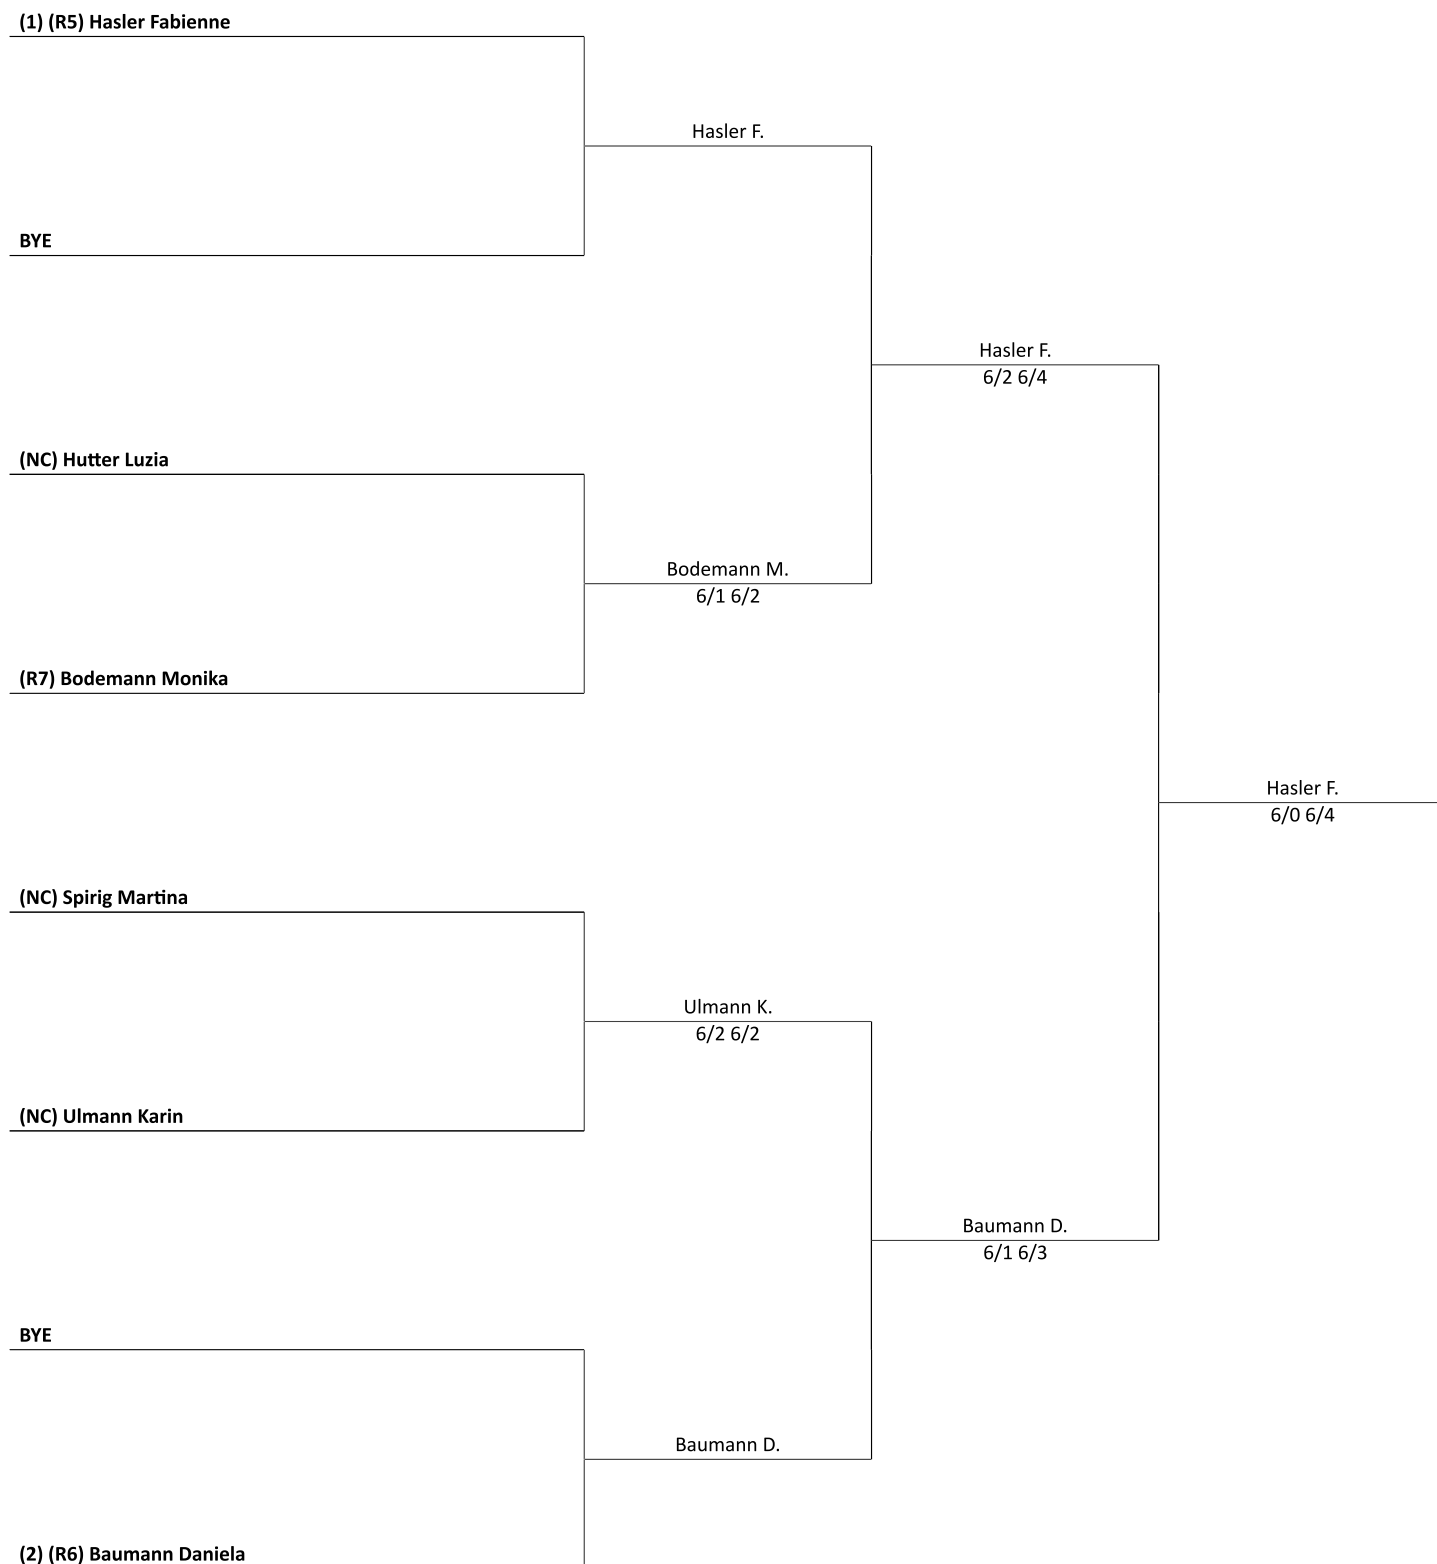 (1) (R5) Hasler Fabienne
Hasler F.
BYE
Hasler F.
6/2 6/4
(NC) Hutter Luzia
Bodemann M.
6/1 6/2
(R7) Bodemann Monika
Hasler F.
6/0 6/4
(NC) Spirig Martina
Ulmann K.
6/2 6/2
(NC) Ulmann Karin
Baumann D.
6/1 6/3
BYE
Baumann D.
(2) (R6) Baumann Daniela